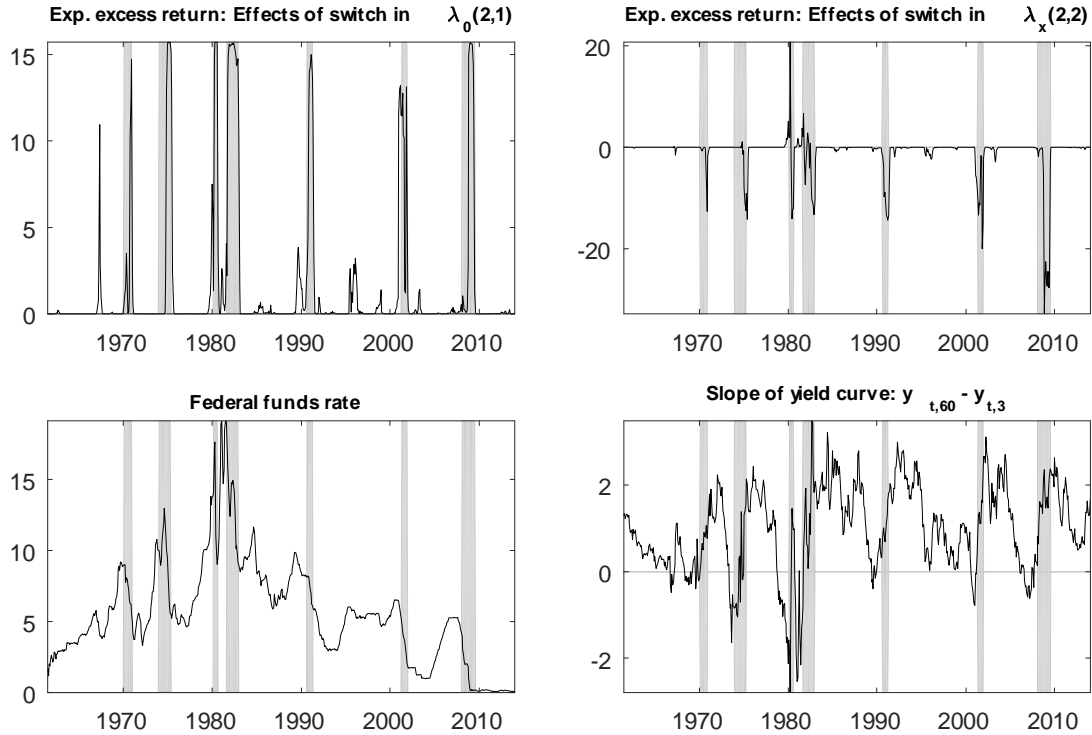 Exp. excess return: Effects of switch in λ0(2,1)
15
10
5
0
1970 1980 1990 2000 2010
Exp. excess return: Effects of switch in λx(2,2)
20
0
-20
1970 1980 1990 2000 2010
Federal funds rate
15
10
5
0
1970 1980 1990 2000 2010
Slope of yield curve: y t,60 - y t,3
2
0
-2
1970 1980 1990 2000 2010